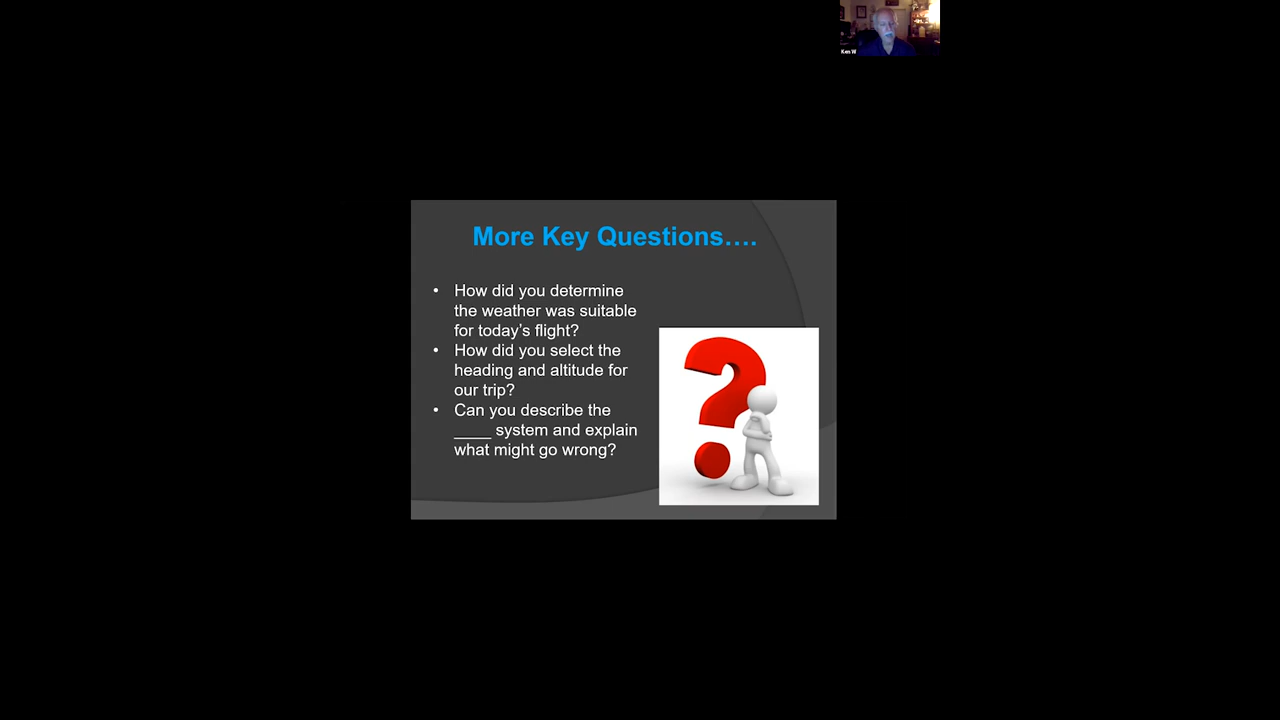 Ken W
More Key Questions….
• How did you determine
the weather was suitable
for today’s flight?
• How did you select the
heading and altitude for
our trip?
• Can you describe the
____ system and explain
what might go wrong?